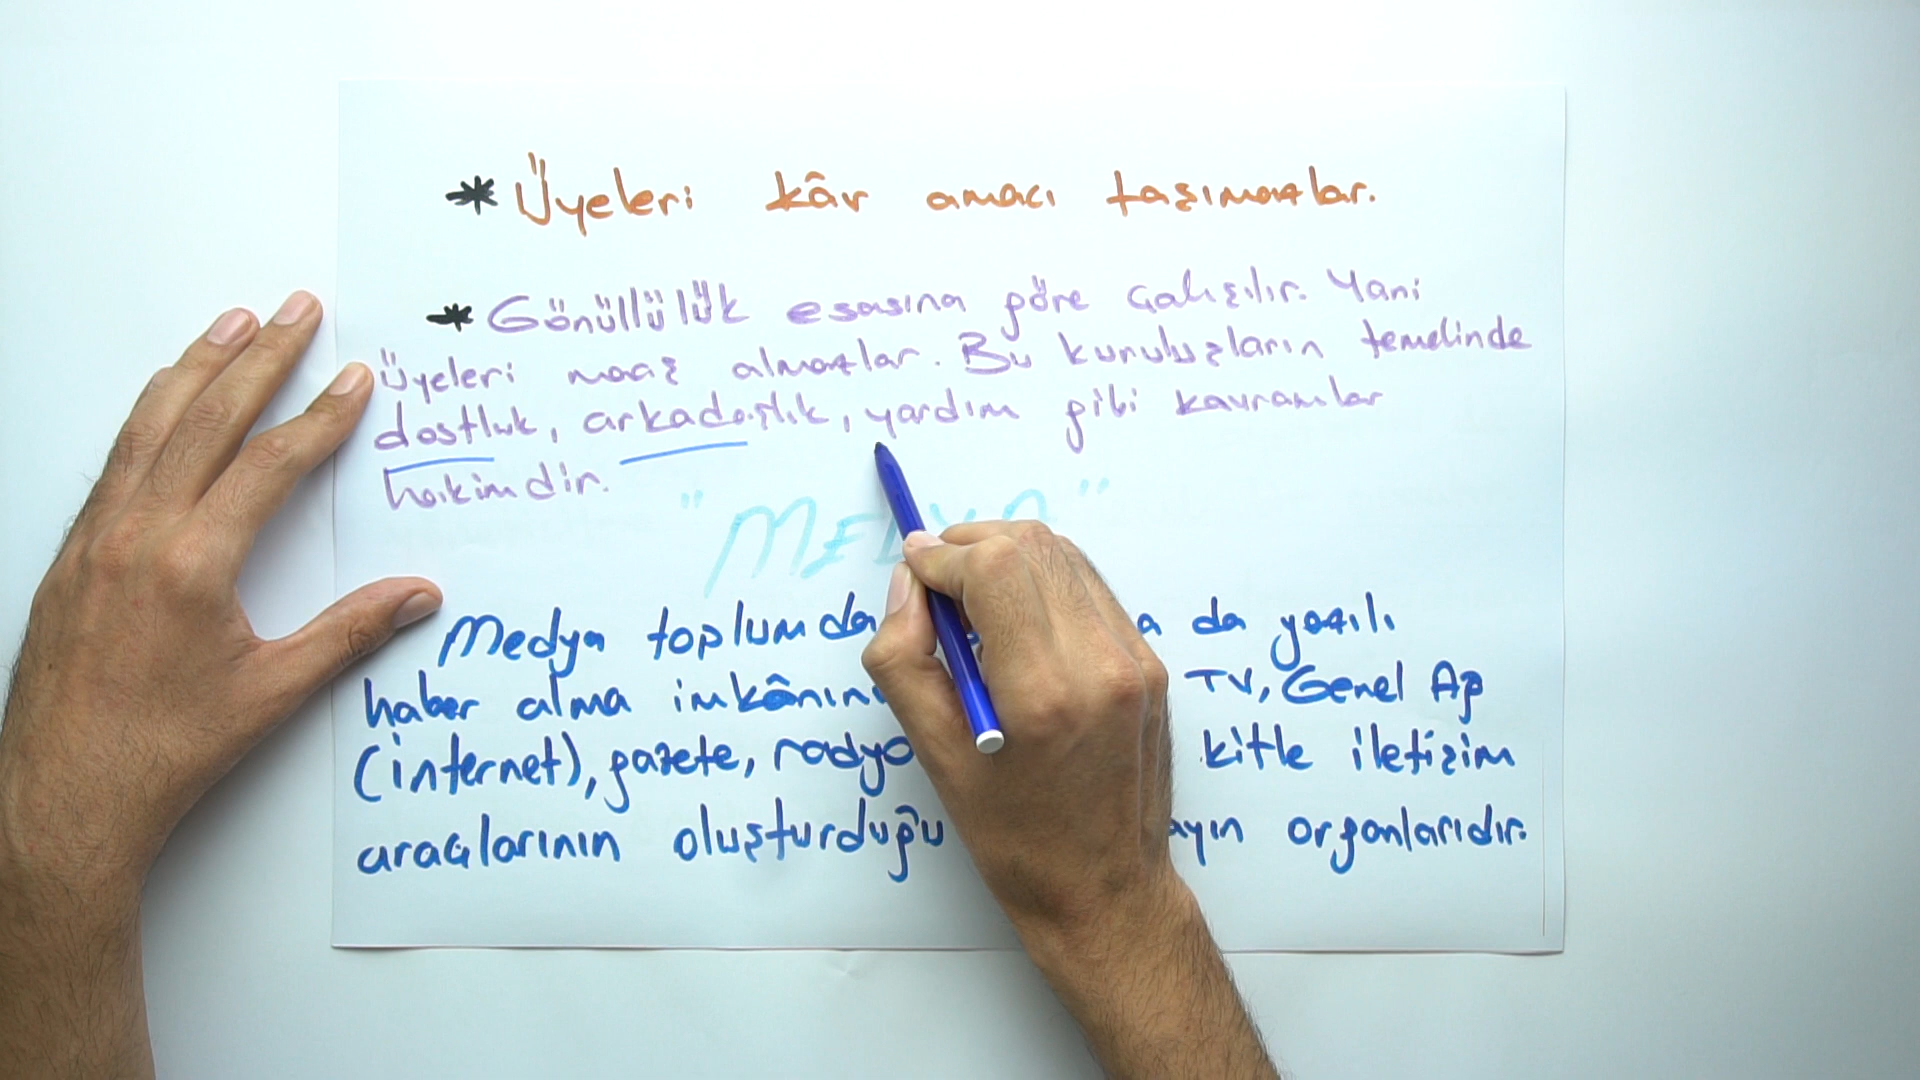 * Üyeleri kâr amacı taşımazlar.
* Gönüllülük esasına göre çalışılır. Yani
Üyeleri maaş almazlar. Bu kuruluşların temelinde
dostluk, arkadaşlık, yardım gibi kavramlar
hakimdir.
"MEDYA"
Medya toplumda da yazılı
haber alma imkânını TV, Genel Ağ
(internet), gazete, radyo kitle iletişim
araçlarının oluşturduğu organlarıdır.